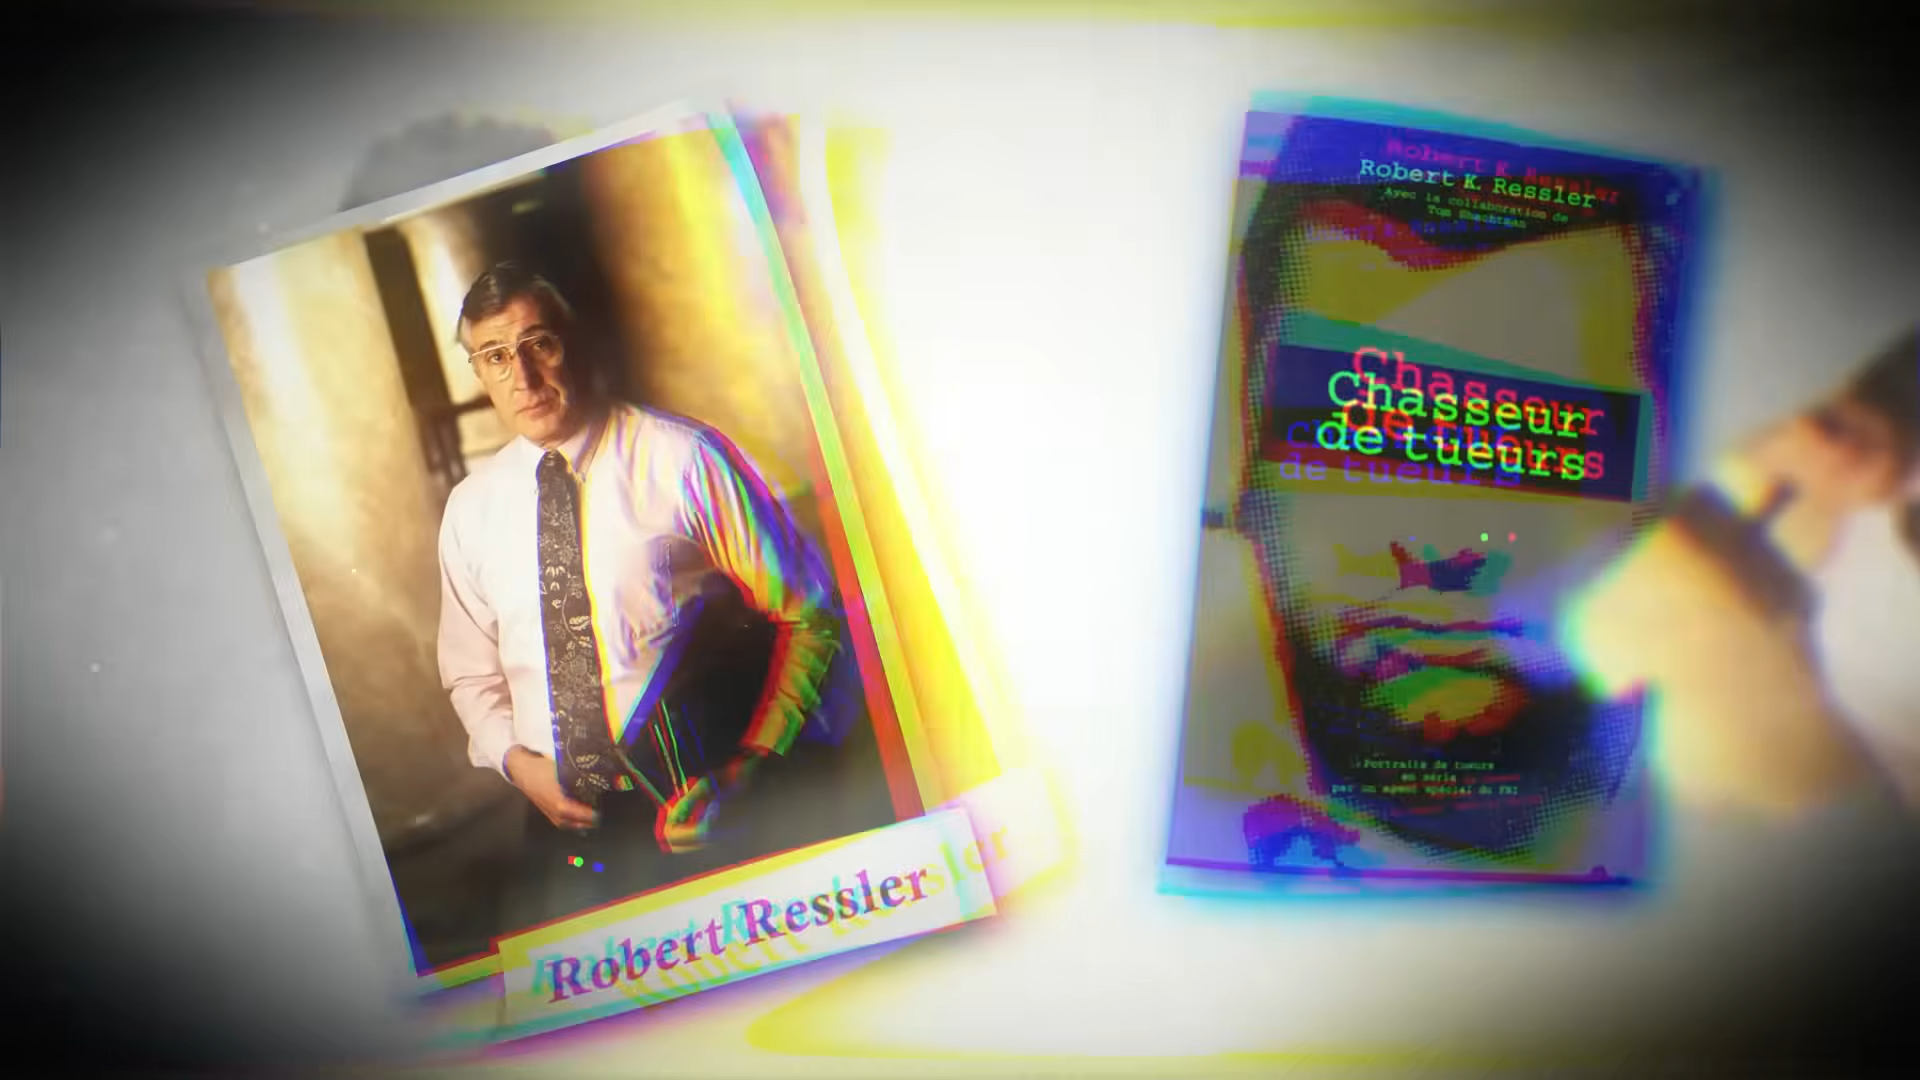 Robert Ressler
Robert K. Ressler
Avec la collaboration de
Tom Shachtman
Chasseur
de tueurs
Portraits de tueurs
en série
par un agent spécial du FBI